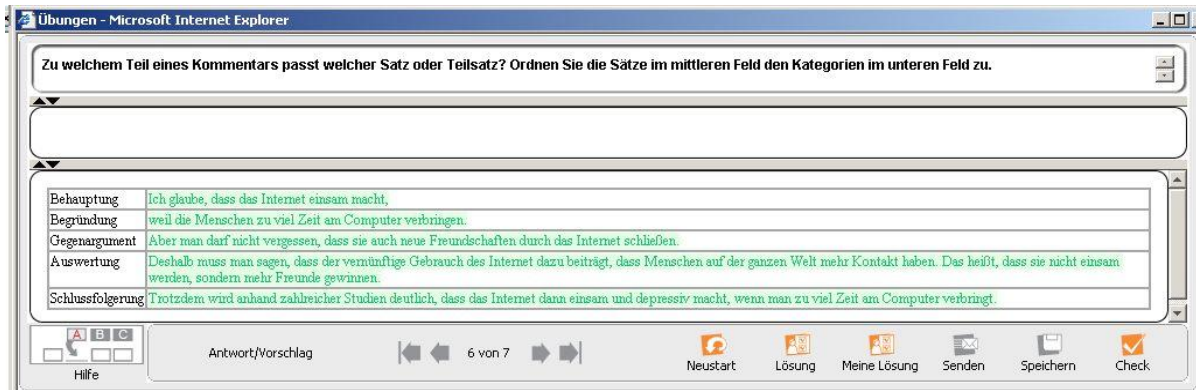 Übungen - Microsoft Internet Explorer
Zu welchem Teil eines Kommentars passt welcher Satz oder Teilsatz? Ordnen Sie die Sätze im mittleren Feld den Kategorien im unteren Feld zu.
Behauptung Ich glaube, dass das Internet einsam macht,
Begründung weil die Menschen zu viel Zeit am Computer verbringen.
Gegenargument Aber man darf nicht vergessen, dass sie auch neue Freundschaften durch das Internet schließen.
Auswertung Deshalb muss man sagen, dass der vernünftige Gebrauch des Internet dazu beiträgt, dass Menschen auf der ganzen Welt mehr Kontakt haben. Das heißt, dass sie nicht einsam
werden, sondern mehr Freunde gewinnen.
Schlussfolgerung Trotzdem wird anhand zahlreicher Studien deutlich, dass das Internet dann einsam und depressiv macht, wenn man zu viel Zeit am Computer verbringt.
A B C
Hilfe
Antwort/Vorschlag
6 von 7
Neustart Lösung Meine Lösung Senden Speichern Check